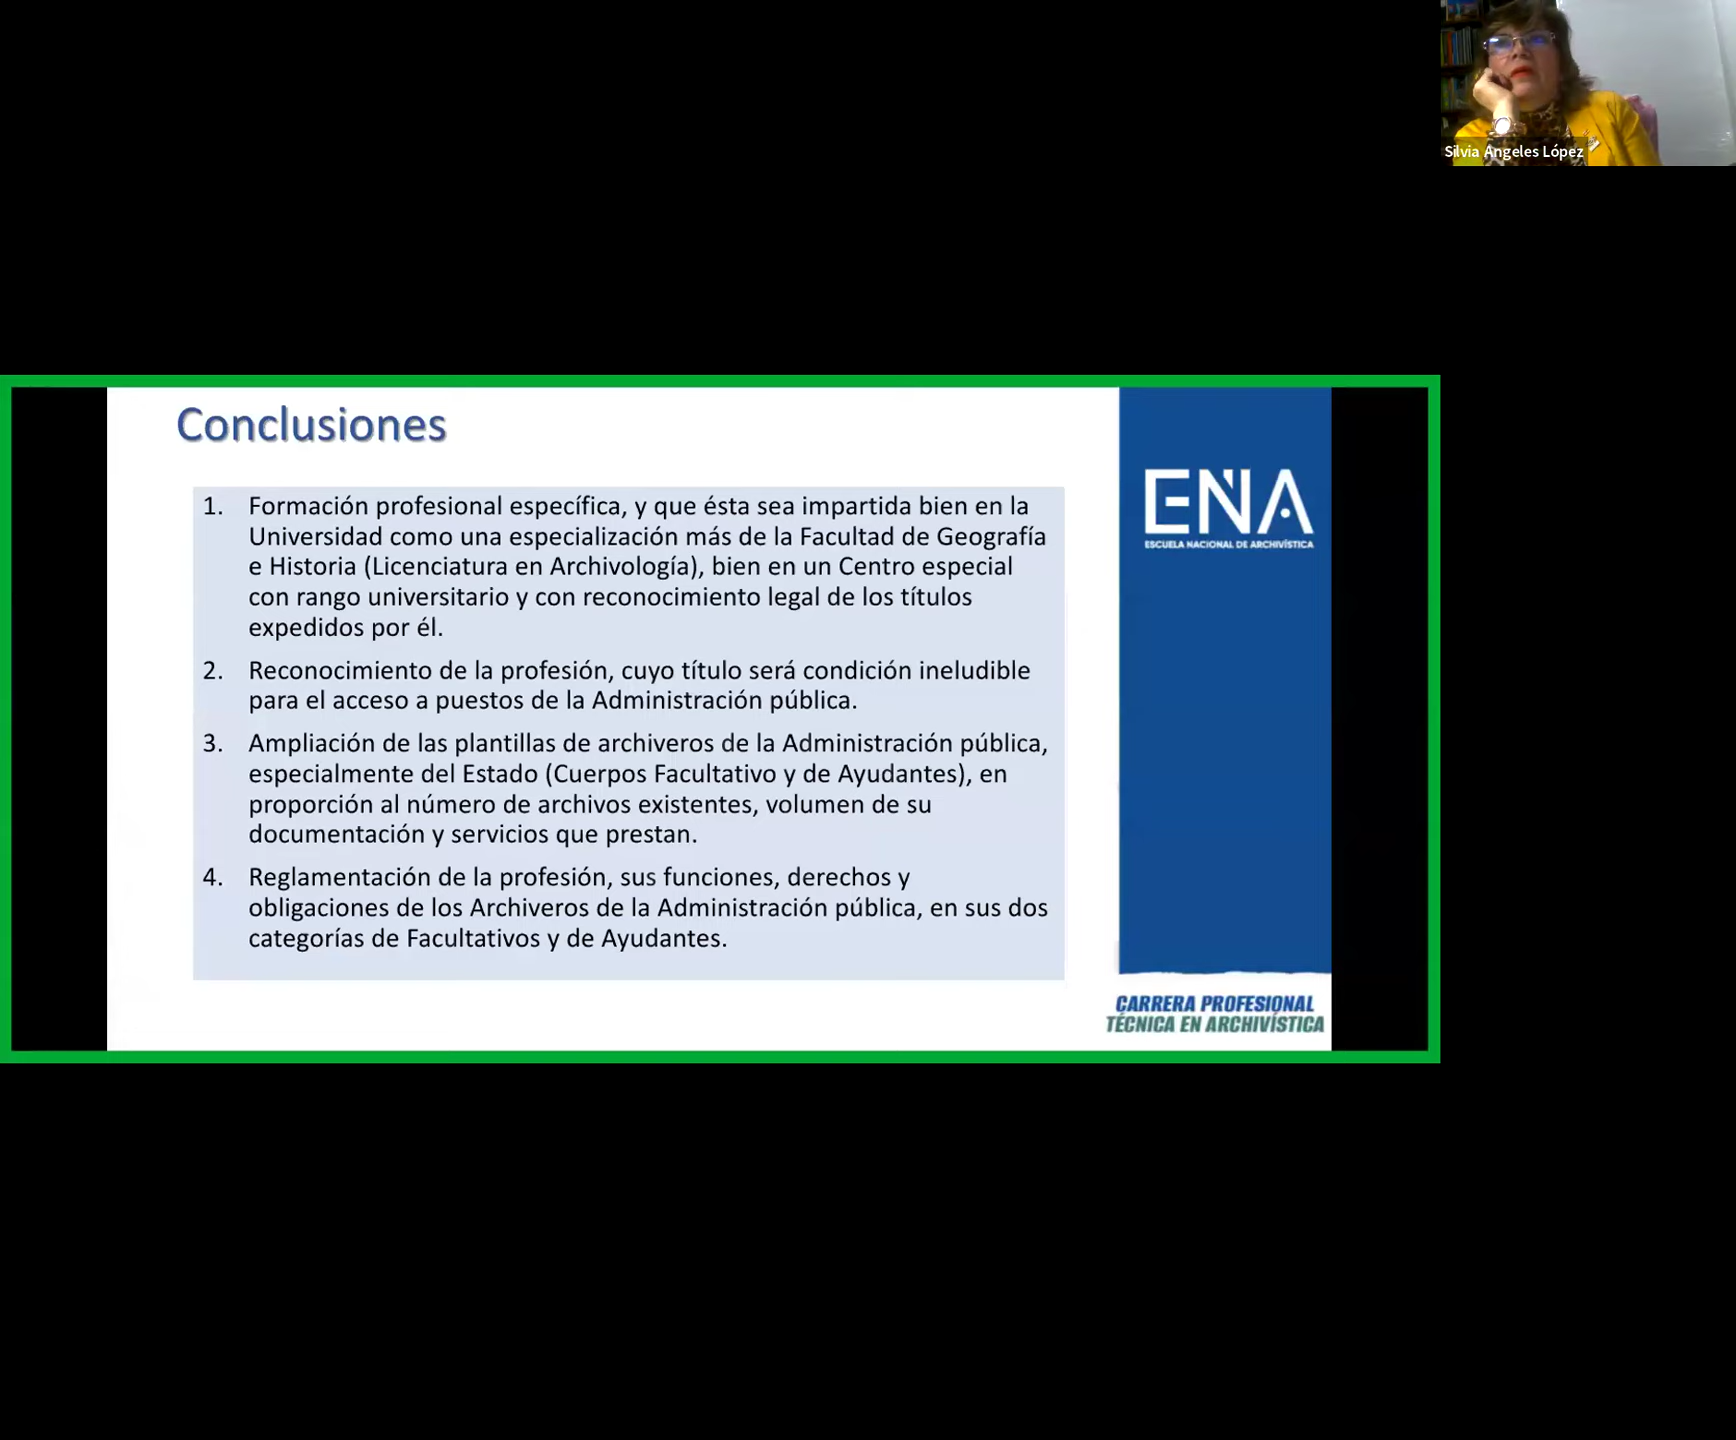 Silvia Angeles López
Conclusiones
1. Formación profesional específica, y que ésta sea impartida bien en la
Universidad como una especialización más de la Facultad de Geografía
e Historia (Licenciatura en Archivología), bien en un Centro especial
con rango universitario y con reconocimiento legal de los títulos
expedidos por él.
2. Reconocimiento de la profesión, cuyo título será condición ineludible
para el acceso a puestos de la Administración pública.
3. Ampliación de las plantillas de archiveros de la Administración pública,
especialmente del Estado (Cuerpos Facultativo y de Ayudantes), en
proporción al número de archivos existentes, volumen de su
documentación y servicios que prestan.
4. Reglamentación de la profesión, sus funciones, derechos y
obligaciones de los Archiveros de la Administración pública, en sus dos
categorías de Facultativos y de Ayudantes.
ENA
ESCUELA NACIONAL DE ARCHIVÍSTICA
CARRERA PROFESIONAL
TÉCNICA EN ARCHIVÍSTICA